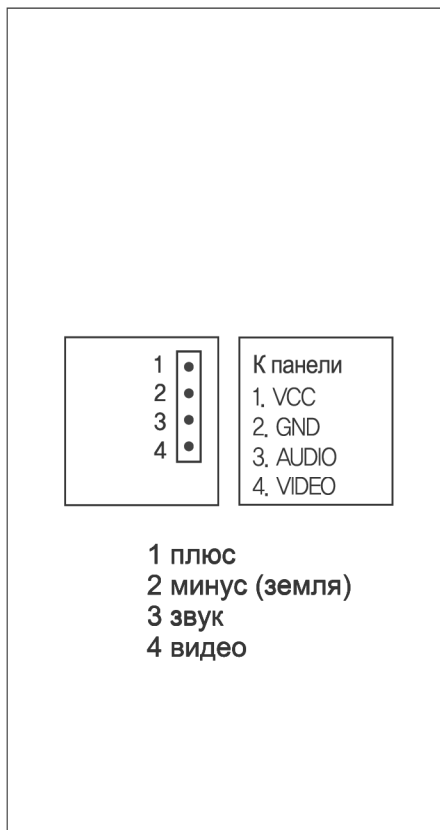 1
2
3
4
К панели
1. VCC
2. GND
3. AUDIO
4. VIDEO
1 плюс
2 минус (земля)
3 звук
4 видео